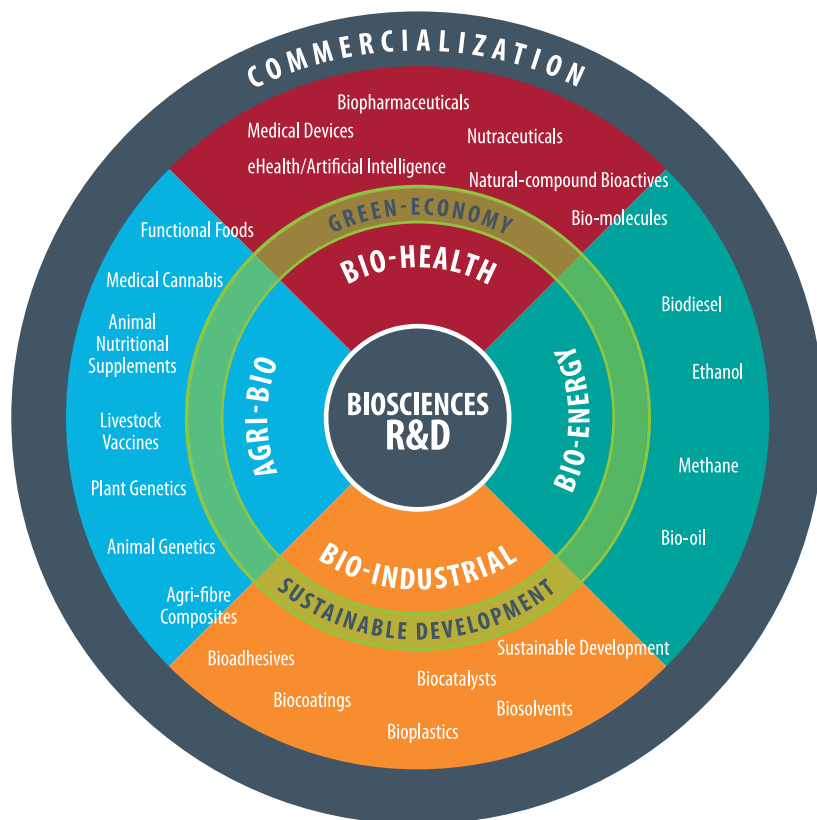 COMMERCIALIZATION
Biopharmaceuticals
Medical Devices
Nutraceuticals
eHealth/Artificial Intelligence
Natural-compound Bioactives
Bio-molecules
GREEN-ECONOMY
BIO-HEALTH
Functional Foods
Medical Cannabis
Animal
Nutritional
Supplements
Livestock
Vaccines
Plant Genetics
Animal Genetics
Agri-fibre
Composites
AGRI-BIO
BIOSCIENCES
R&D
BIO-ENERGY
Biodiesel
Ethanol
Methane
Bio-oil
BIO-INDUSTRIAL
SUSTAINABLE DEVELOPMENT
Sustainable Development
Bioadhesives
Biocatalysts
Biocoatings
Biosolvents
Bioplastics